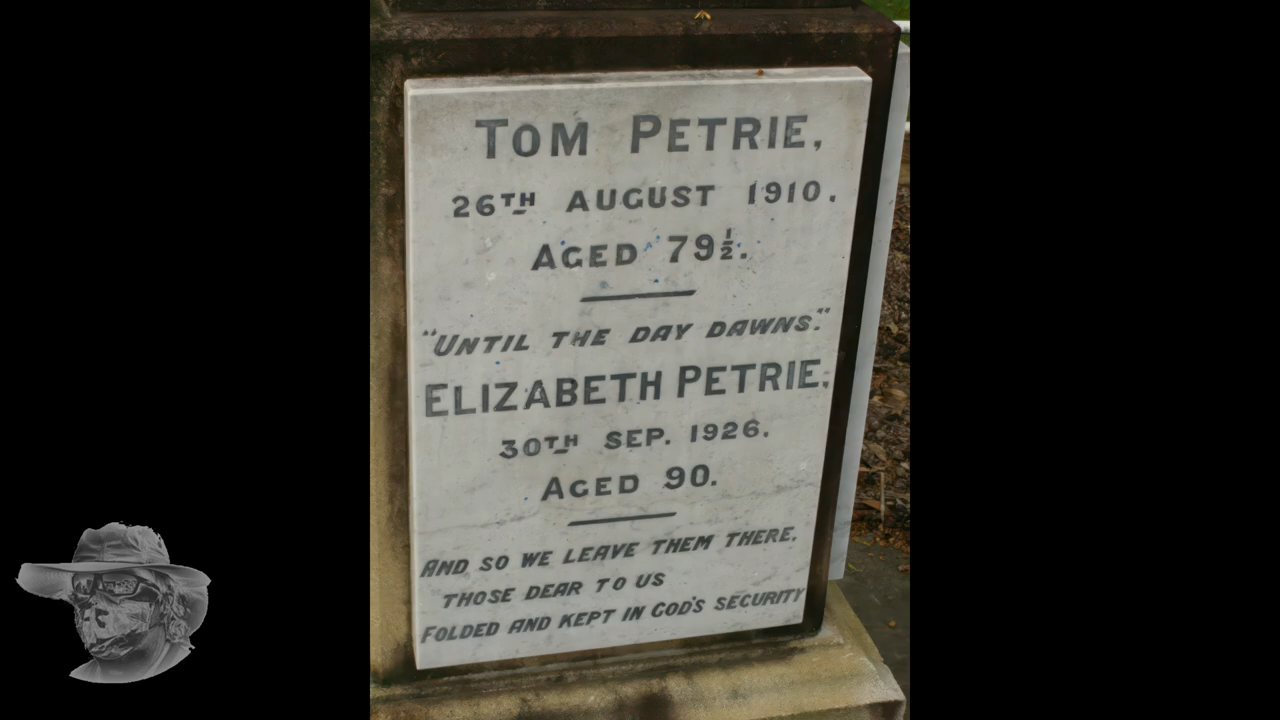 TOM PETRIE,
26TH AUGUST 1910.
AGED 79½.
"UNTIL THE DAY DAWNS."
ELIZABETH PETRIE,
30TH SEP. 1926.
AGED 90.
AND SO WE LEAVE THEM THERE,
THOSE DEAR TO US
FOLDED AND KEPT IN GOD'S SECURITY